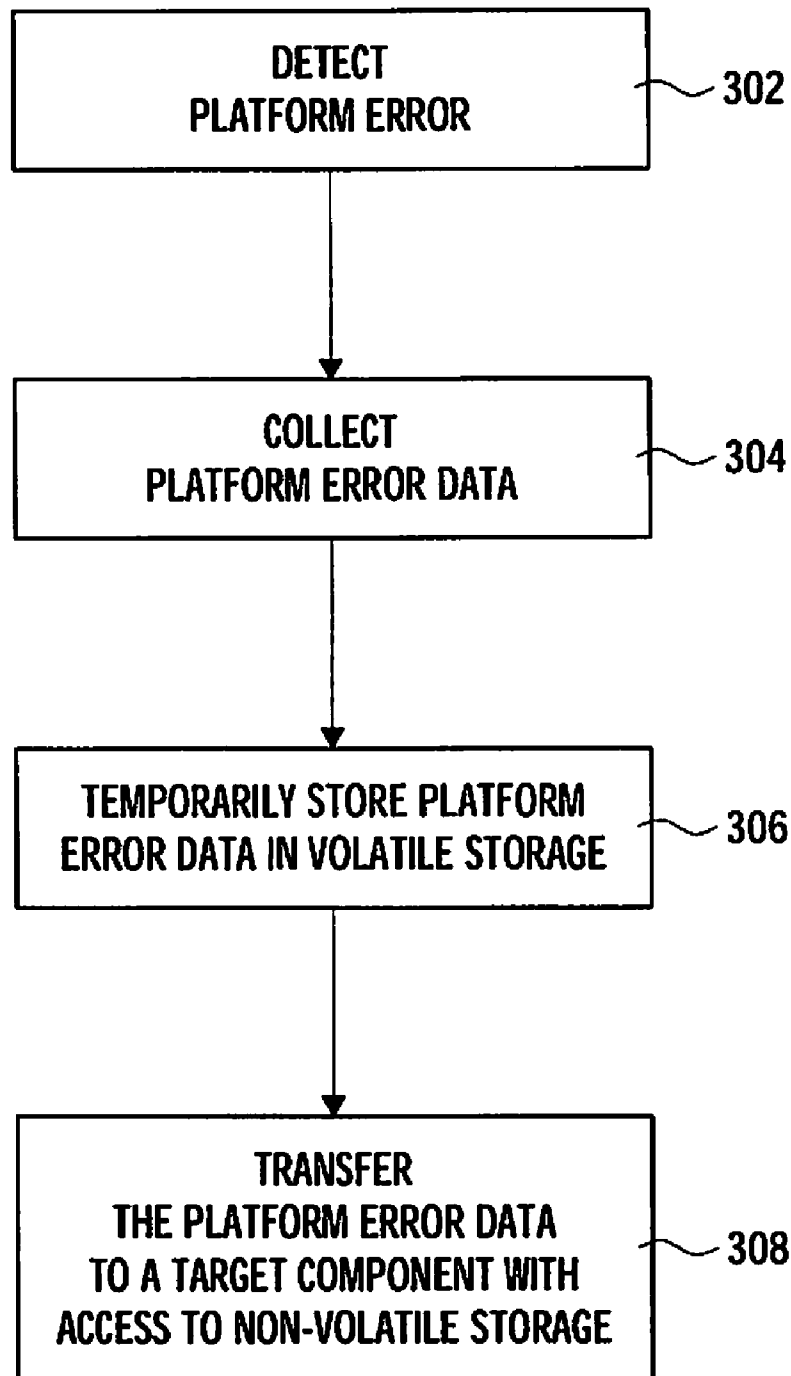 DETECT
PLATFORM ERROR
302
COLLECT
PLATFORM ERROR DATA
304
TEMPORARILY STORE PLATFORM
ERROR DATA IN VOLATILE STORAGE
306
TRANSFER
THE PLATFORM ERROR DATA
TO A TARGET COMPONENT WITH
ACCESS TO NON-VOLATILE STORAGE
308